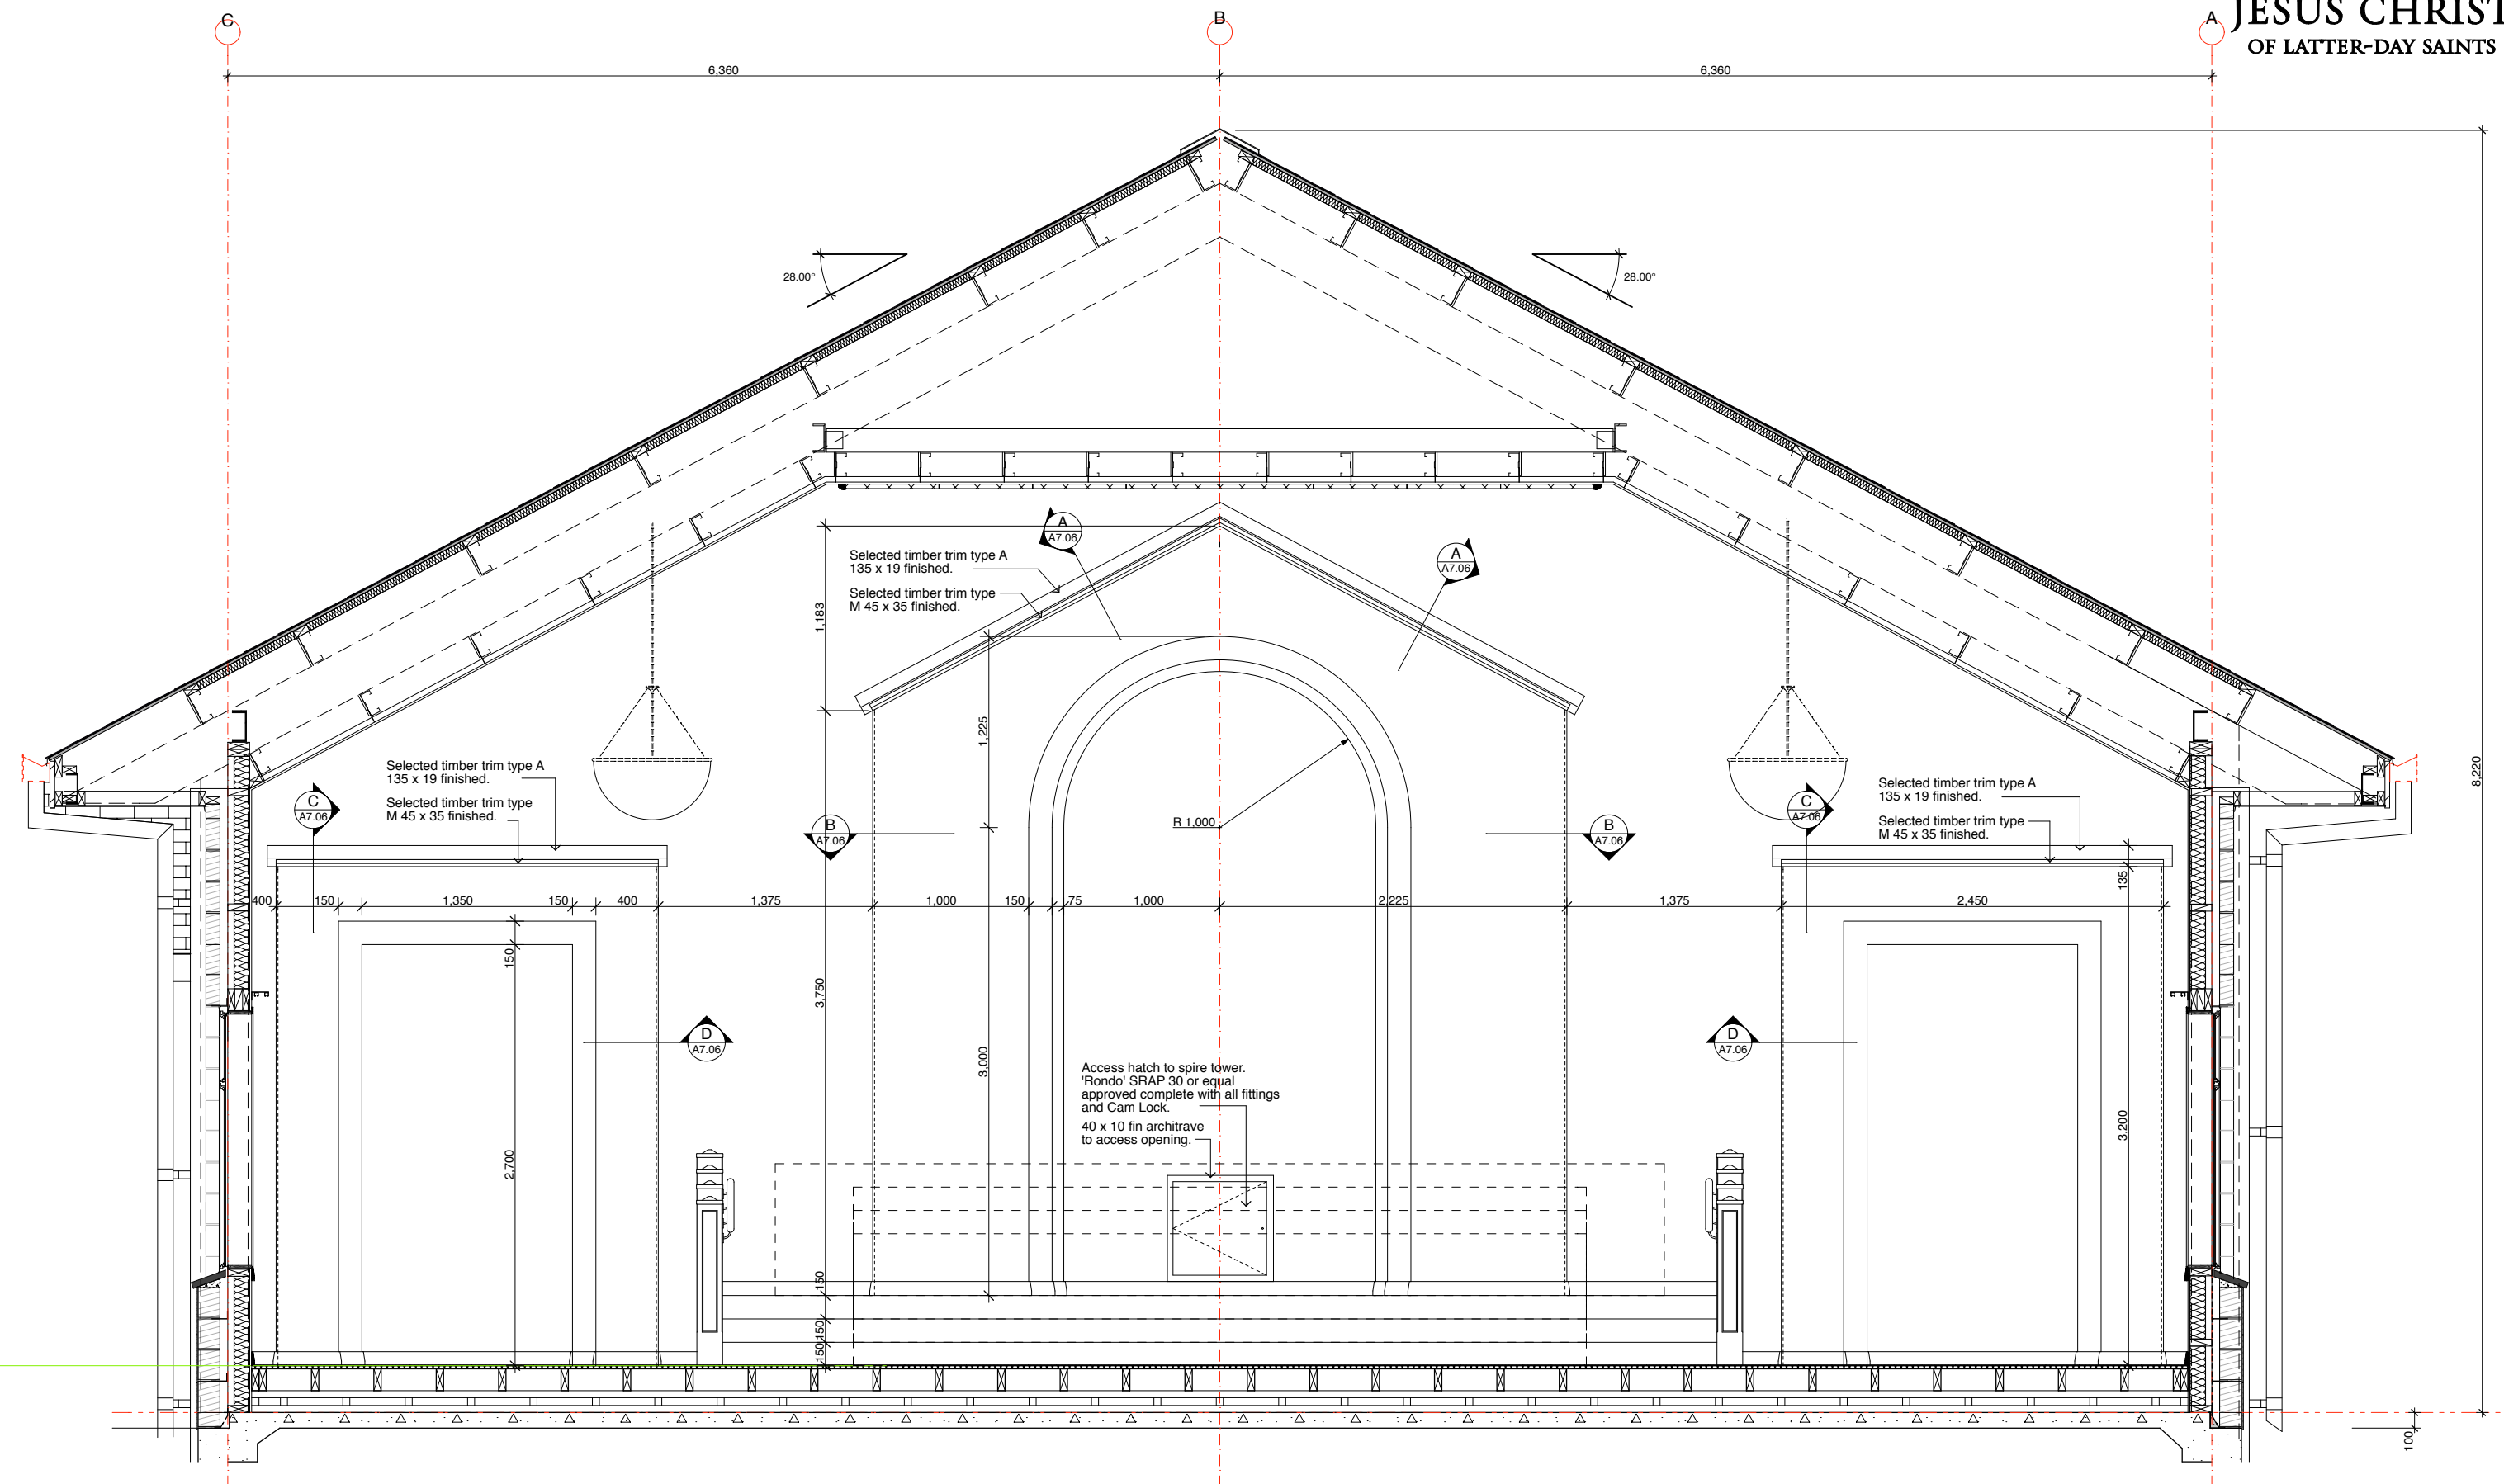 JESUS CHRIST
OF LATTER-DAY SAINTS
C
B
A
6,360
6,360
28.00°
28.00°
8,220
Selected timber trim type A
135 x 19 finished.
Selected timber trim type
M 45 x 35 finished.
A
A7.06
A
A7.06
1,183
1,225
R 1,000
Selected timber trim type A
135 x 19 finished.
Selected timber trim type
M 45 x 35 finished.
C
A7.06
B
A7.06
B
A7.06
C
A7.06
Selected timber trim type A
135 x 19 finished.
Selected timber trim type
M 45 x 35 finished.
135
400
150
1,350
150
400
1,375
1,000
150
75
1,000
2,225
1,375
2,450
150
3,750
3,000
D
A7.06
D
A7.06
Access hatch to spire tower.
'Rondo' SRAP 30 or equal
approved complete with all fittings
and Cam Lock.
40 x 10 fin architrave
to access opening.
2,700
3,200
150
150
150
100